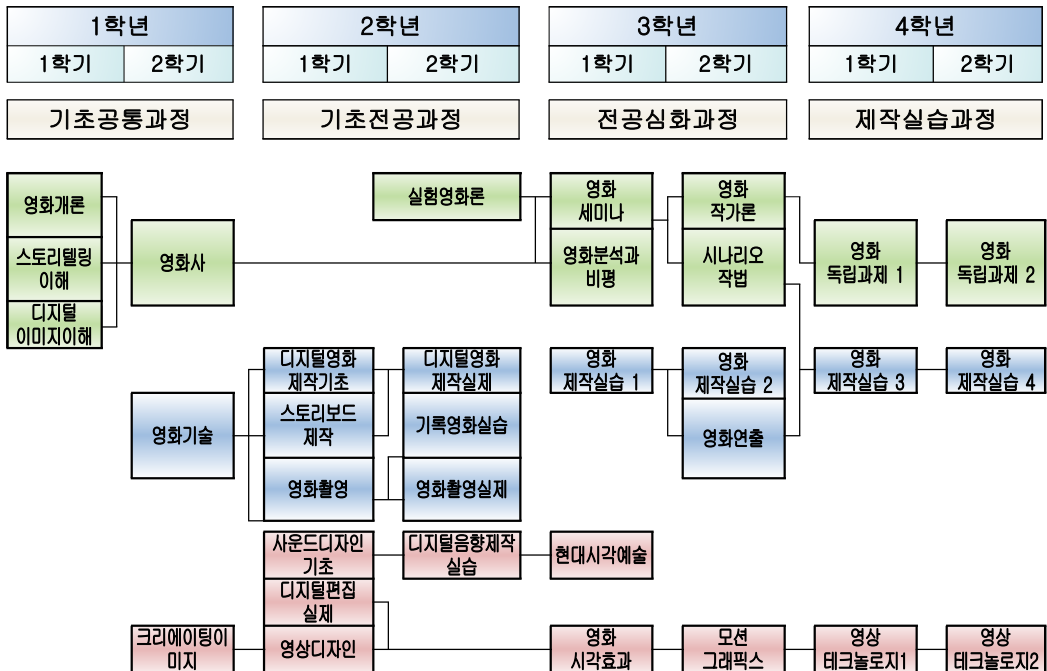 1학년
2학년
3학년
4학년
1학기
2학기
1학기
2학기
1학기
2학기
1학기
2학기
기초공통과정
기초전공과정
전공심화과정
제작실습과정
영화개론
스토리텔링
이해
디지털
이미지이해
영화사
실험영화론
영화
세미나
영화분석과
비평
영화
작가론
시나리오
작법
영화
독립과제 1
영화
독립과제 2
영화기술
디지털영화
제작기초
스토리보드
제작
영화촬영
디지털영화
제작실제
기록영화실습
영화촬영실제
영화
제작실습 1
영화
제작실습 2
영화연출
영화
제작실습 3
영화
제작실습 4
사운드디자인
기초
디지털음향제작
실습
현대시각예술
디지털편집
실제
크리에이팅이
미지
영상디자인
영화
시각효과
모션
그래픽스
영상
테크놀로지1
영상
테크놀로지2